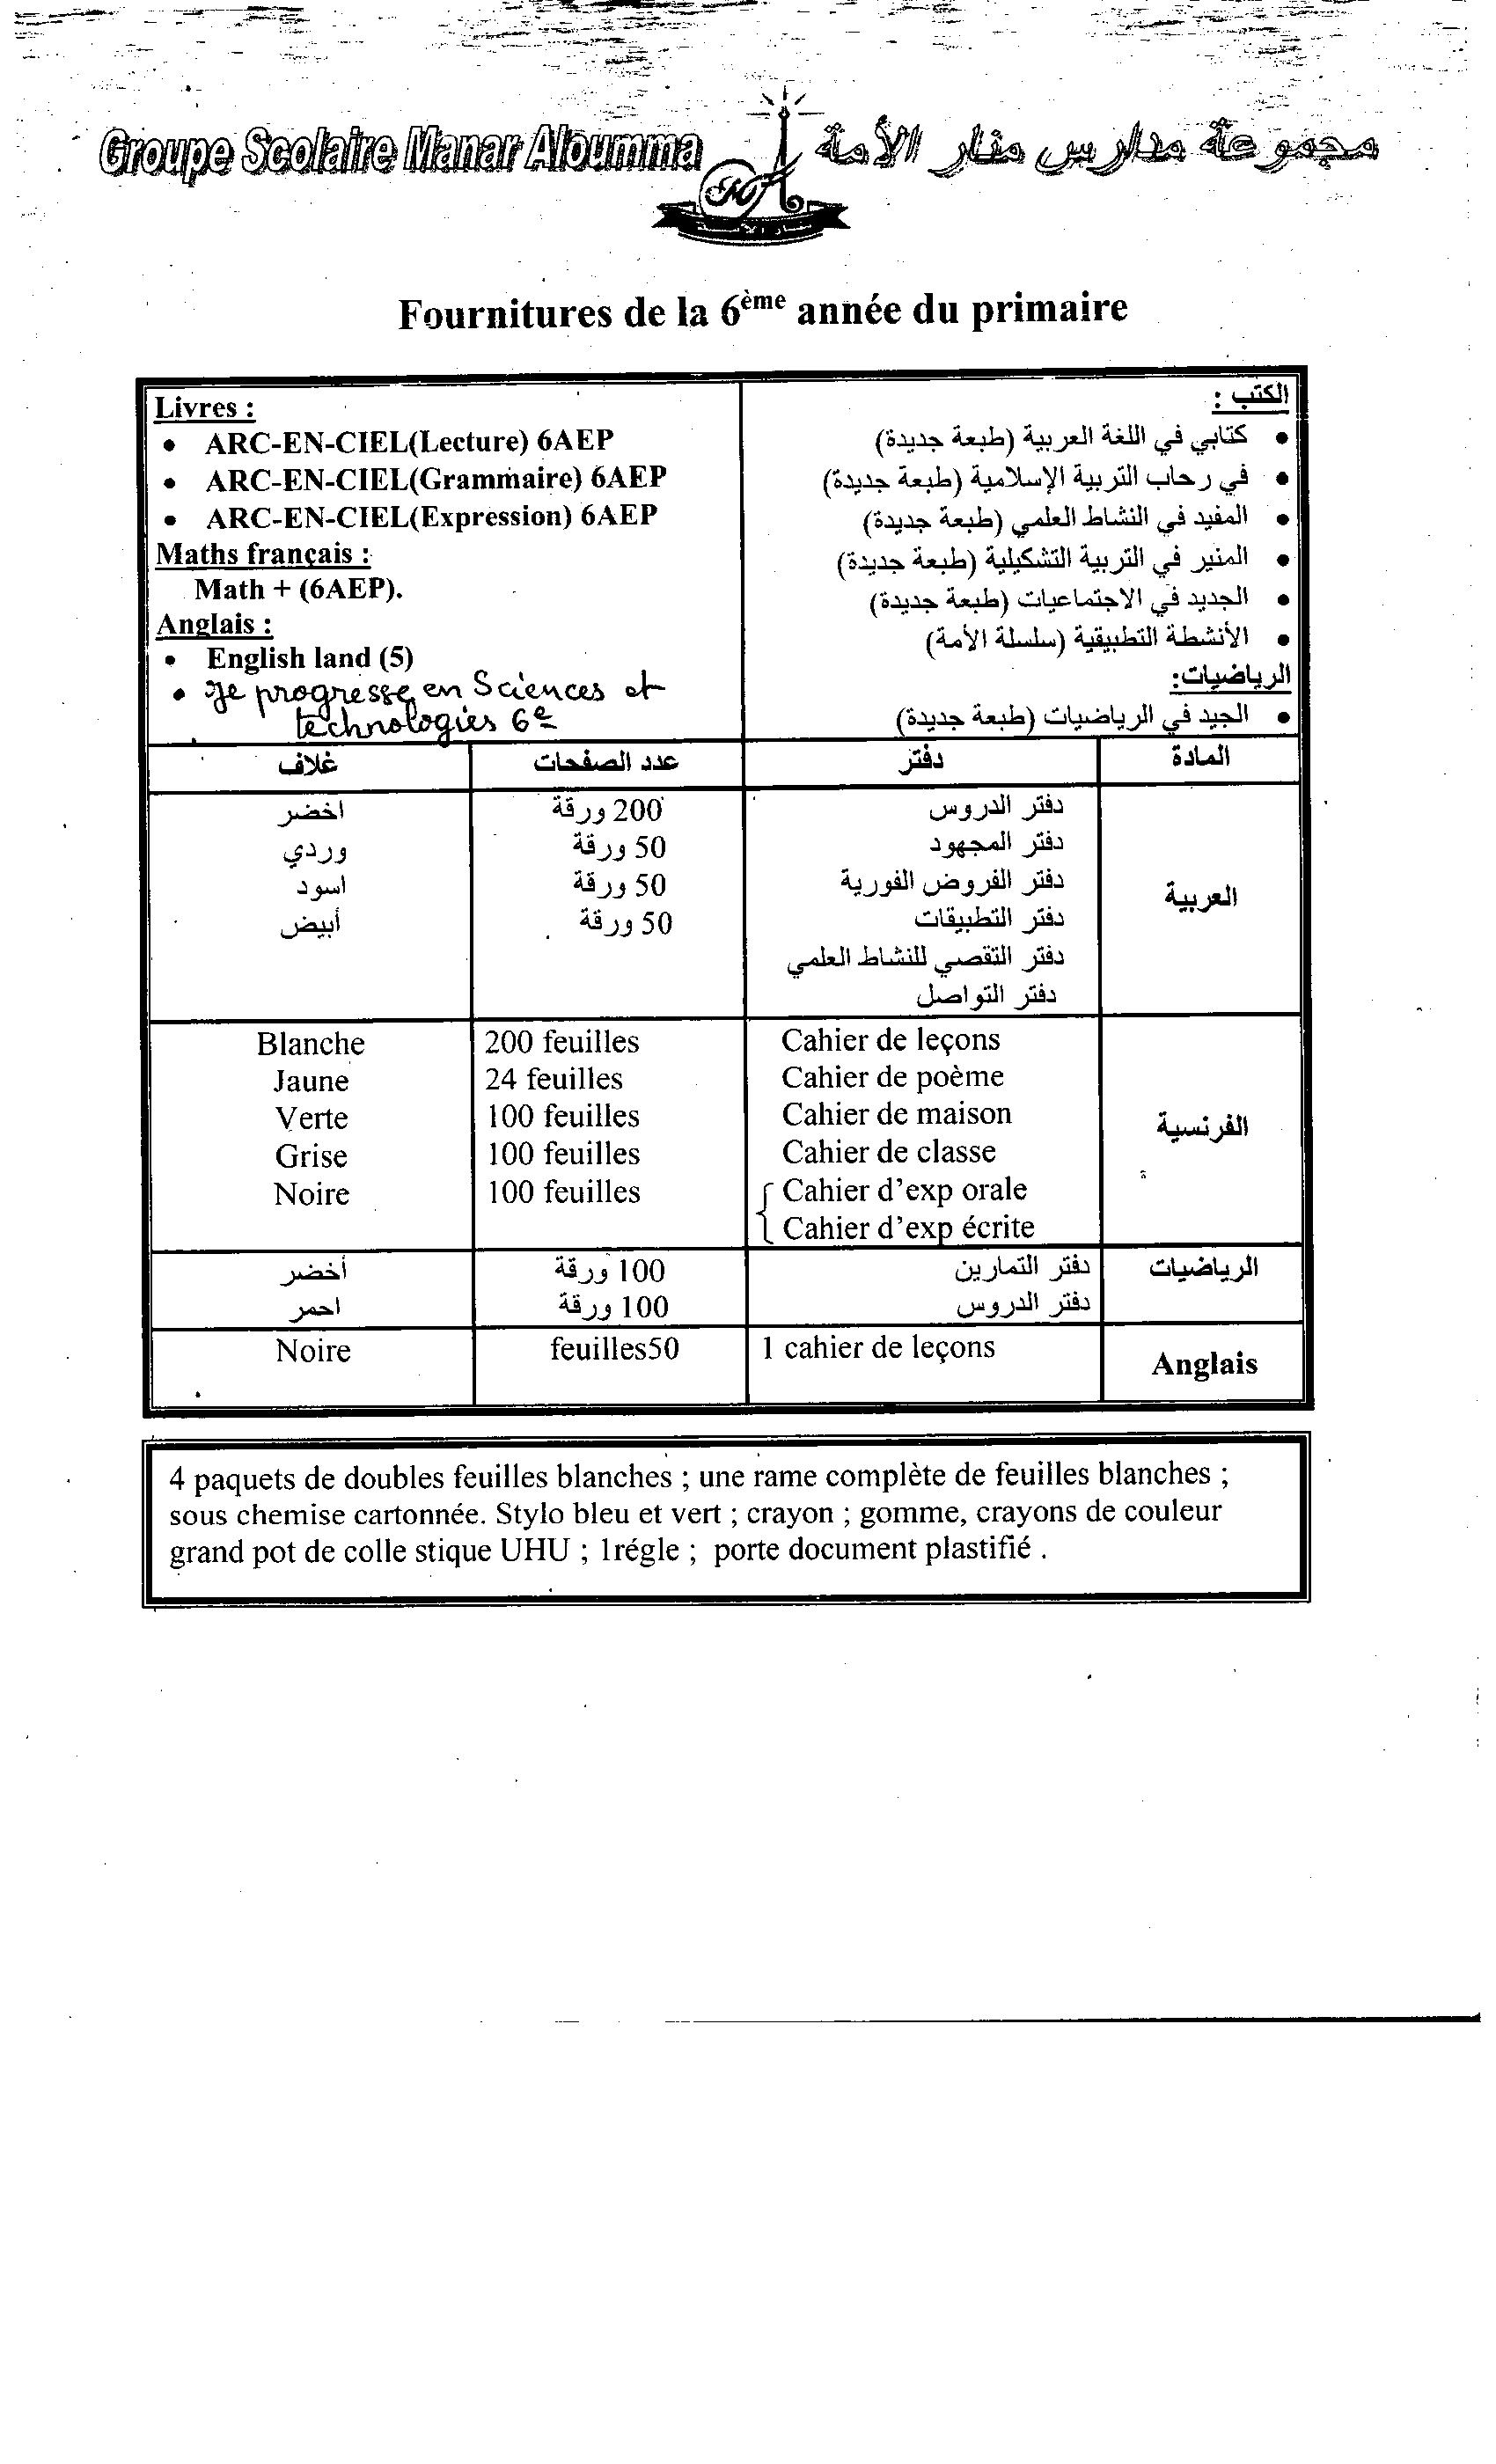 Groupe Scolaire Manar Aloumma
مجموعة مدارس منار الأمة
منار الأمة
Fournitures de la 6ème année du primaire
Livres :
• ARC-EN-CIEL(Lecture) 6AEP
• ARC-EN-CIEL(Grammaire) 6AEP
• ARC-EN-CIEL(Expression) 6AEP
Maths français :
Math + (6AEP).
Anglais :
• English land (5)
• Je progresse en Sciences et
technologies 6e
الكتب :
• كتابي في اللغة العربية (طبعة جديدة)
• في رحاب التربية الإسلامية (طبعة جديدة)
• المفيد في النشاط العلمي (طبعة جديدة)
• المنير في التربية التشكيلية (طبعة جديدة)
• الجديد في الاجتماعيات (طبعة جديدة)
• الأنشطة التطبيقية (سلسلة الأمة)
الرياضيات:
• الجيد في الرياضيات (طبعة جديدة)
المادة دفتر عدد الصفحات غلاف
العربية
دفتر الدروس 200 ورقة اخضر
دفتر المجهود 50 ورقة وردي
دفتر الفروض الفورية 50 ورقة اسود
دفتر التطبيقات 50 ورقة أبيض
دفتر التقصي للنشاط العلمي
دفتر التواصل
الفرنسية
Cahier de leçons 200 feuilles Blanche
Cahier de poème 24 feuilles Jaune
Cahier de maison 100 feuilles Verte
Cahier de classe 100 feuilles Grise
Cahier d'exp orale 100 feuilles Noire
Cahier d'exp écrite
الرياضيات
دفتر التمارين 100 ورقة أخضر
دفتر الدروس 100 ورقة احمر
Anglais
1 cahier de leçons feuilles50 Noire
4 paquets de doubles feuilles blanches ; une rame complète de feuilles blanches ;
sous chemise cartonnée. Stylo bleu et vert ; crayon ; gomme, crayons de couleur
grand pot de colle stique UHU ; 1régle ; porte document plastifié .